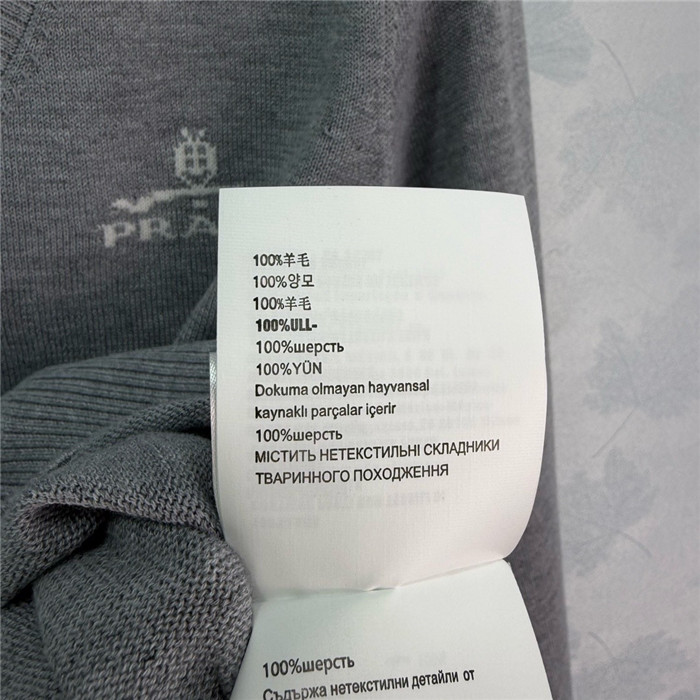 PRA
100%羊毛
100%양모
100%羊毛
100%ULL-
100%шерсть
100%YÜN
Dokuma olmayan hayvansal
kaynaklı parçalar içerir
100%шерсть
МІСТИТЬ НЕТЕКСТИЛЬНІ СКЛАДНИКИ
ТВАРИННОГО ПОХОДЖЕННЯ
100%шерсть
Съдържа нетекстилни детайли от